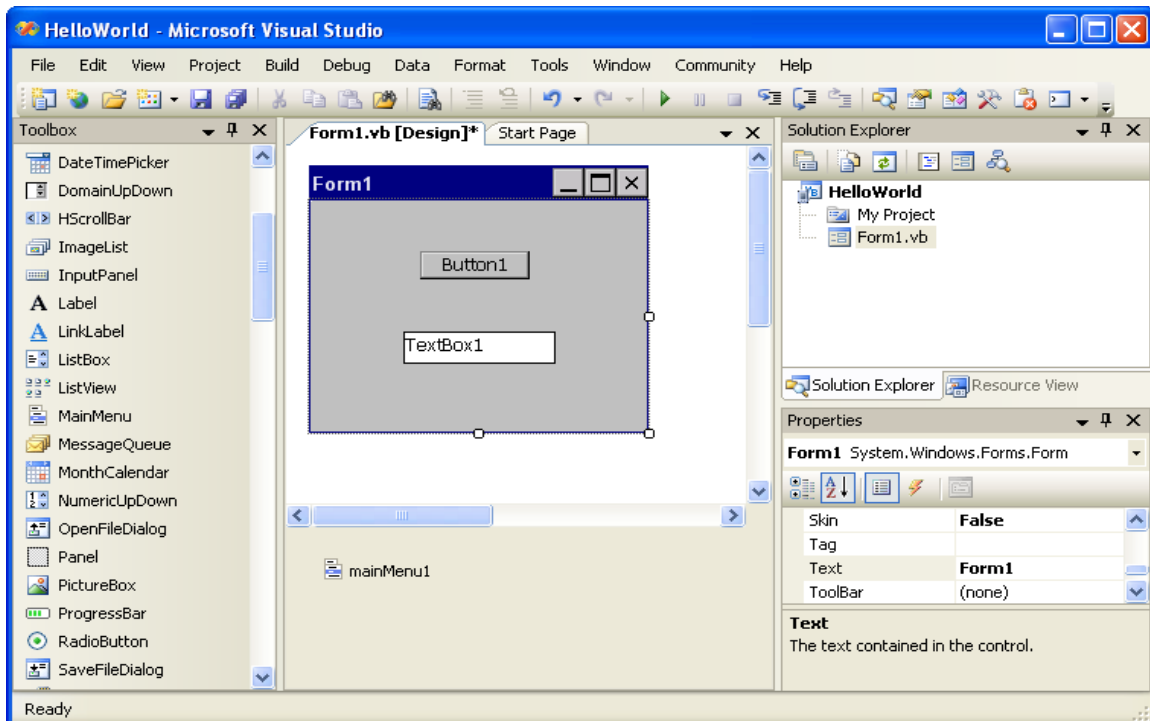 HelloWorld - Microsoft Visual Studio
File Edit View Project Build Debug Data Format Tools Window Community Help
Toolbox
DateTimePicker
DomainUpDown
HScrollBar
ImageList
InputPanel
Label
LinkLabel
ListBox
ListView
MainMenu
MessageQueue
MonthCalendar
NumericUpDown
OpenFileDialog
Panel
PictureBox
ProgressBar
RadioButton
SaveFileDialog
Form1.vb [Design]* Start Page
Form1
Button1
TextBox1
mainMenu1
Solution Explorer
HelloWorld
My Project
Form1.vb
Solution Explorer Resource View
Properties
Form1 System.Windows.Forms.Form
Skin False
Tag
Text Form1
ToolBar (none)
Text
The text contained in the control.
Ready